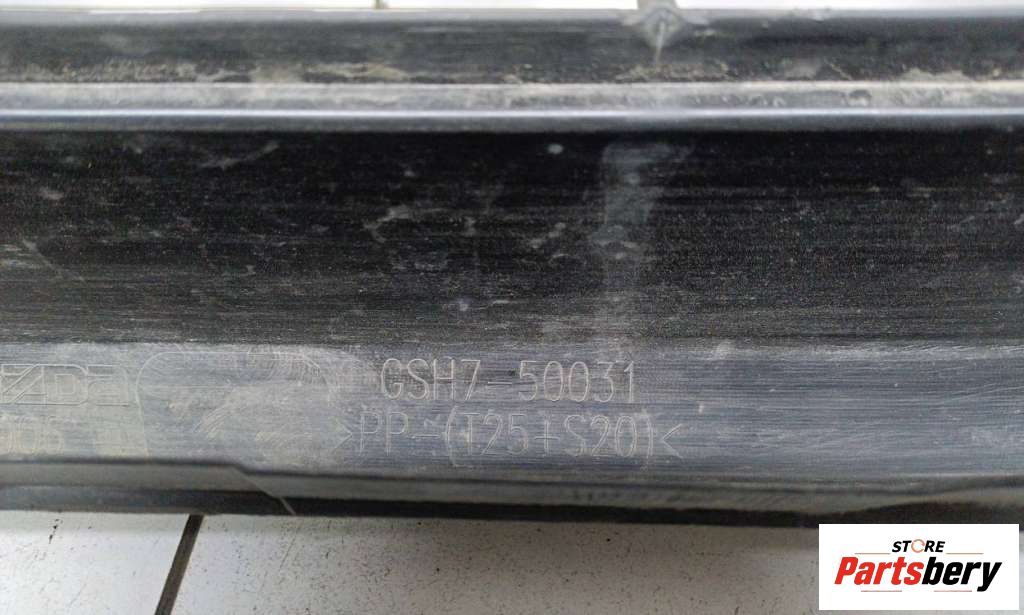 GSH7-50031
>PP-(T25+S20)<
STORE
Partsbery